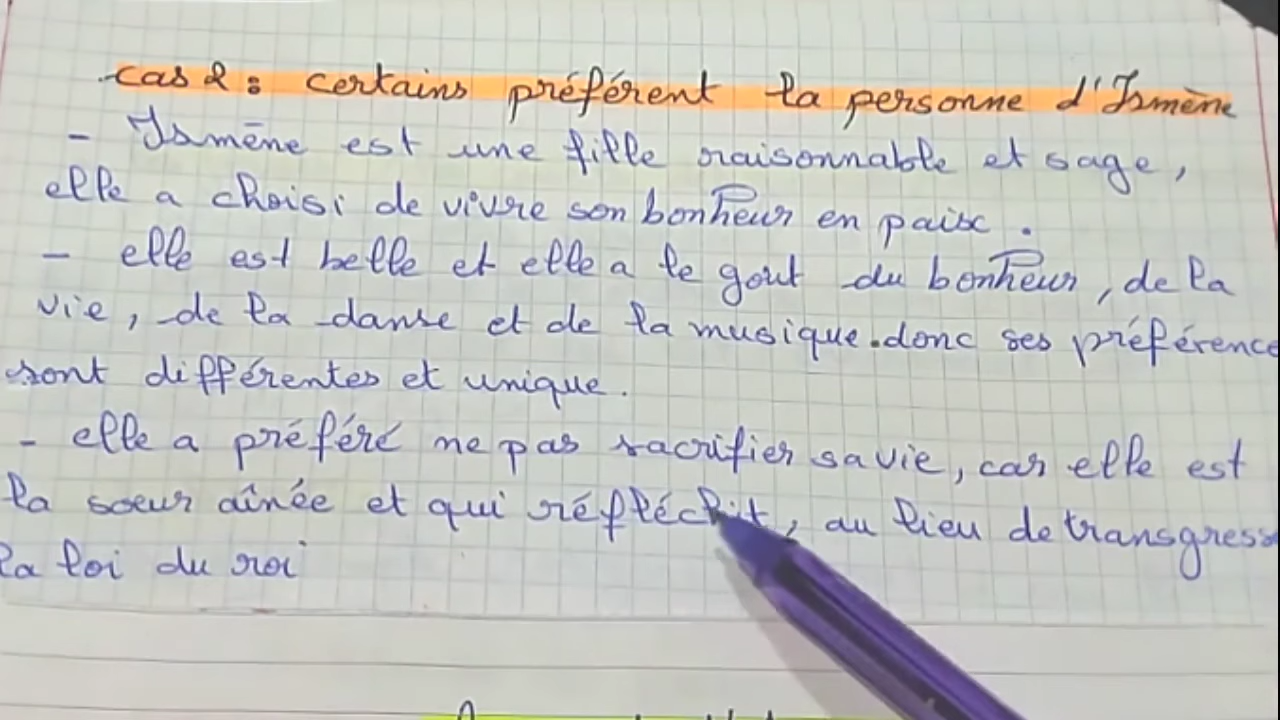 cas 2 : certains préférent la personne d'Ismène
- Ismène est une fille raisonnable et sage,
elle a choisi de vivre son bonheur en paix .
- elle est belle et elle a le gout du bonheur, de la
vie, de la danse et de la musique. donc ses préférence
sont différentes et unique.
- elle a préféré ne pas sacrifier sa vie, car elle est
la sœur aînée et qui réfléchit, au lieu de transgress
la loi du roi